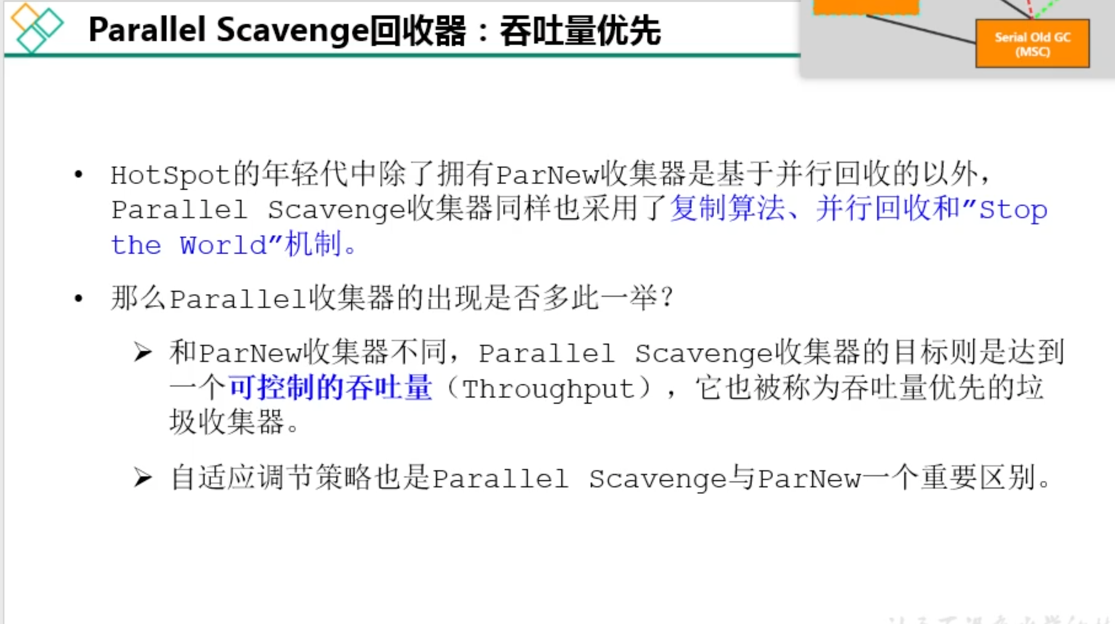 Parallel Scavenge回收器：吞吐量优先
Serial Old GC
(MSC)
• HotSpot的年轻代中除了拥有ParNew收集器是基于并行回收的以外，
Parallel Scavenge收集器同样也采用了复制算法、并行回收和"Stop
the World"机制。
• 那么Parallel收集器的出现是否多此一举？
➢ 和ParNew收集器不同，Parallel Scavenge收集器的目标则是达到
一个可控制的吞吐量（Throughput），它也被称为吞吐量优先的垃
圾收集器。
➢ 自适应调节策略也是Parallel Scavenge与ParNew一个重要区别。